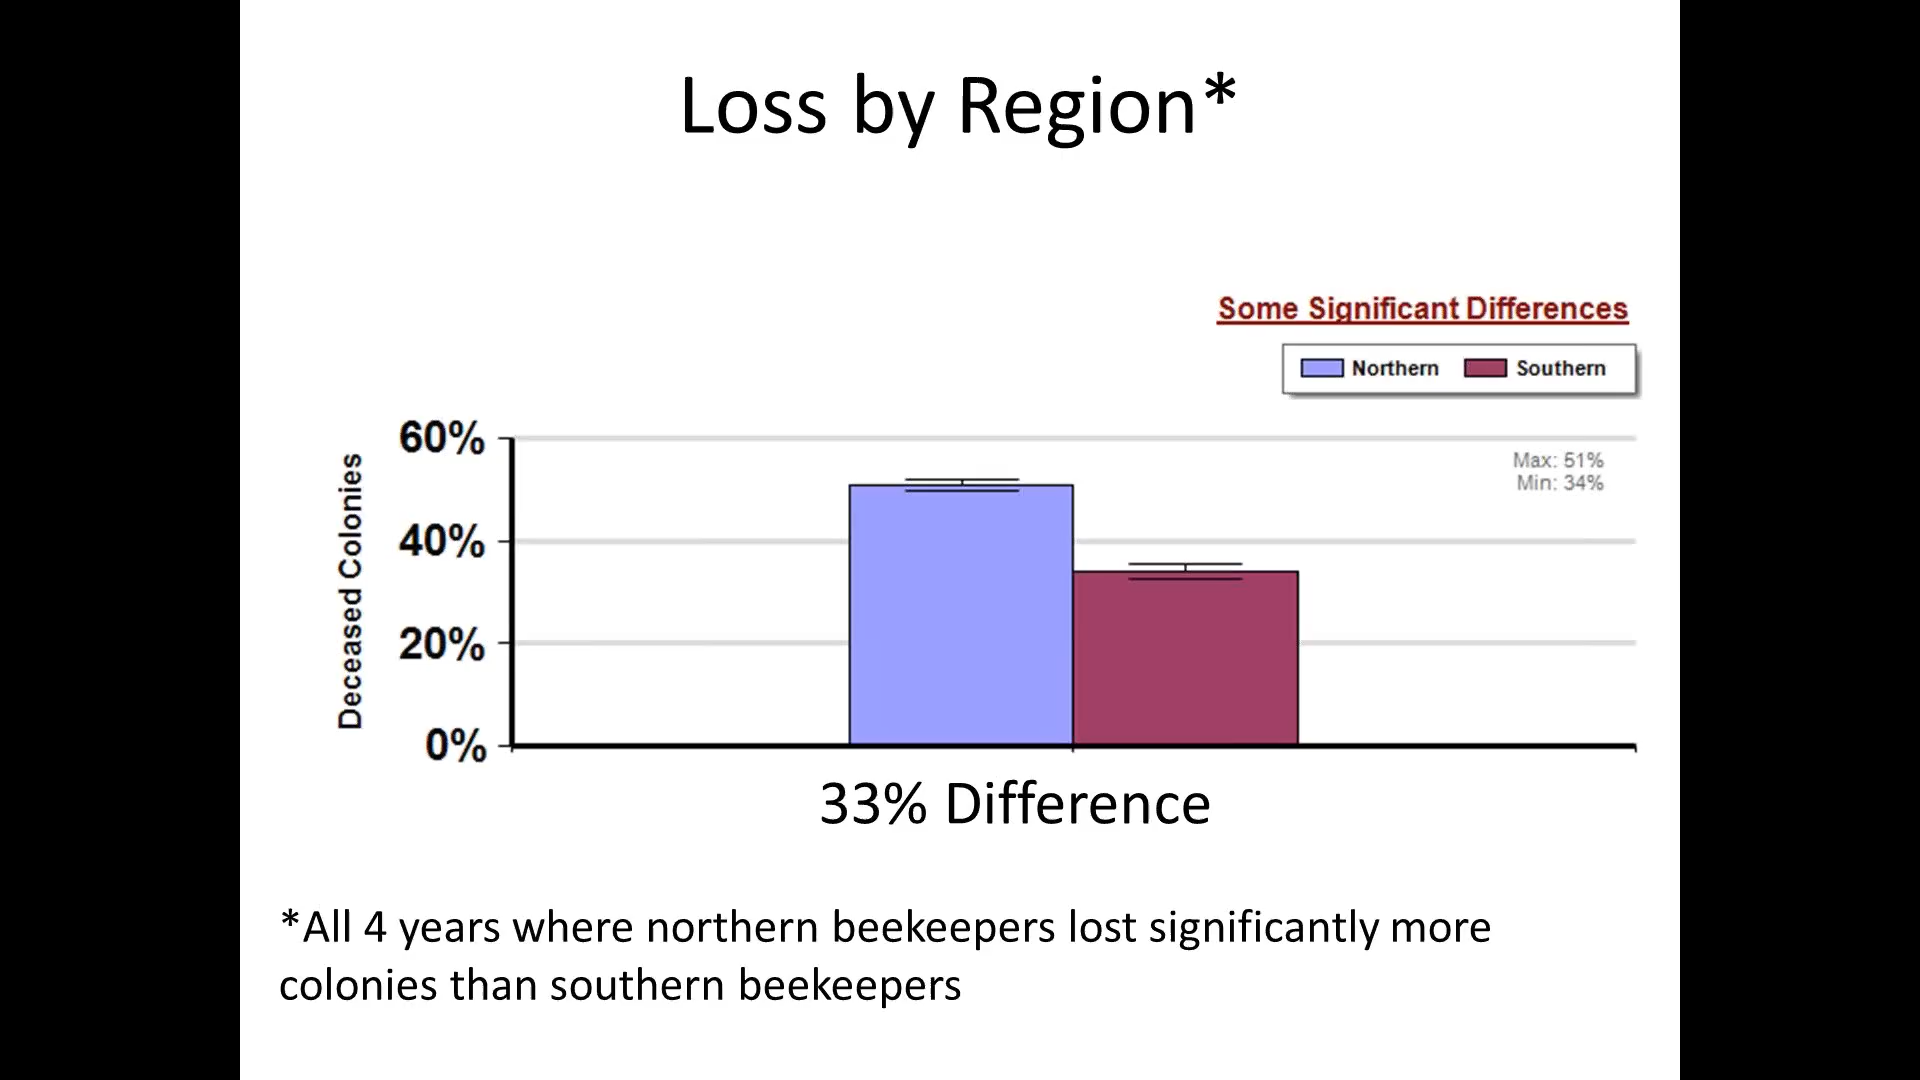 Loss by Region*
Some Significant Differences
Northern Southern
Max: 51%
Min: 34%
Deceased Colonies
60%
40%
20%
0%
33% Difference
*All 4 years where northern beekeepers lost significantly more
colonies than southern beekeepers